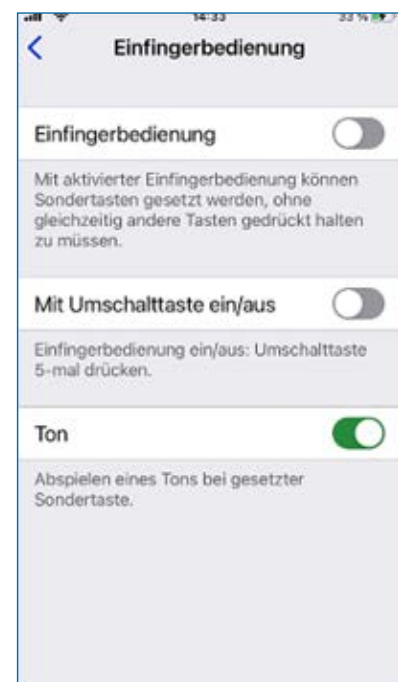 14:33 33 %
Einfingerbedienung
Einfingerbedienung
Mit aktivierter Einfingerbedienung können
Sondertasten gesetzt werden, ohne
gleichzeitig andere Tasten gedrückt halten
zu müssen.
Mit Umschalttaste ein/aus
Einfingerbedienung ein/aus: Umschalttaste
5-mal drücken.
Ton
Abspielen eines Tons bei gesetzter
Sondertaste.